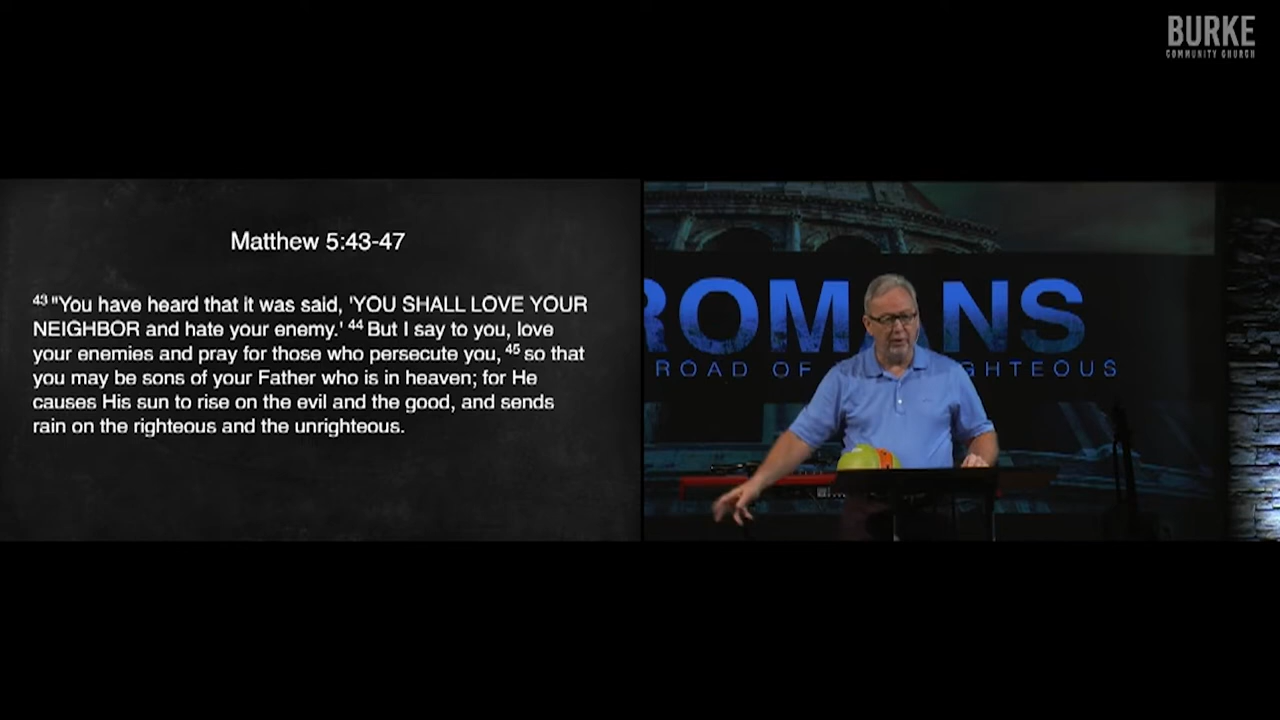 BURKE
COMMUNITY CHURCH
Matthew 5:43-47
43 "You have heard that it was said, 'YOU SHALL LOVE YOUR
NEIGHBOR and hate your enemy.' 44 But I say to you, love
your enemies and pray for those who persecute you, 45 so that
you may be sons of your Father who is in heaven; for He
causes His sun to rise on the evil and the good, and sends
rain on the righteous and the unrighteous.
ROMANS
ROAD OF GHTEOUS